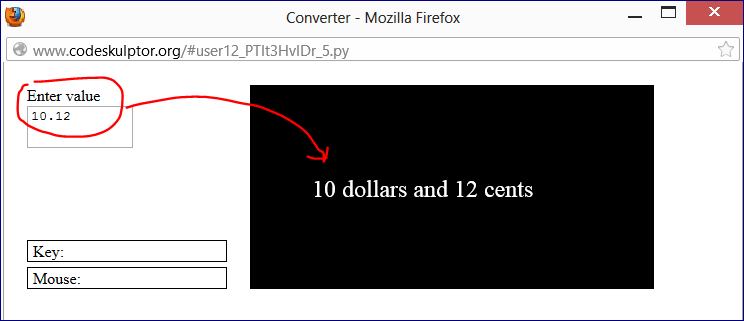 Converter - Mozilla Firefox
www.codeskulptor.org/#user12_PTIt3HvIDr_5.py
Enter value
10.12
10 dollars and 12 cents
Key:
Mouse: